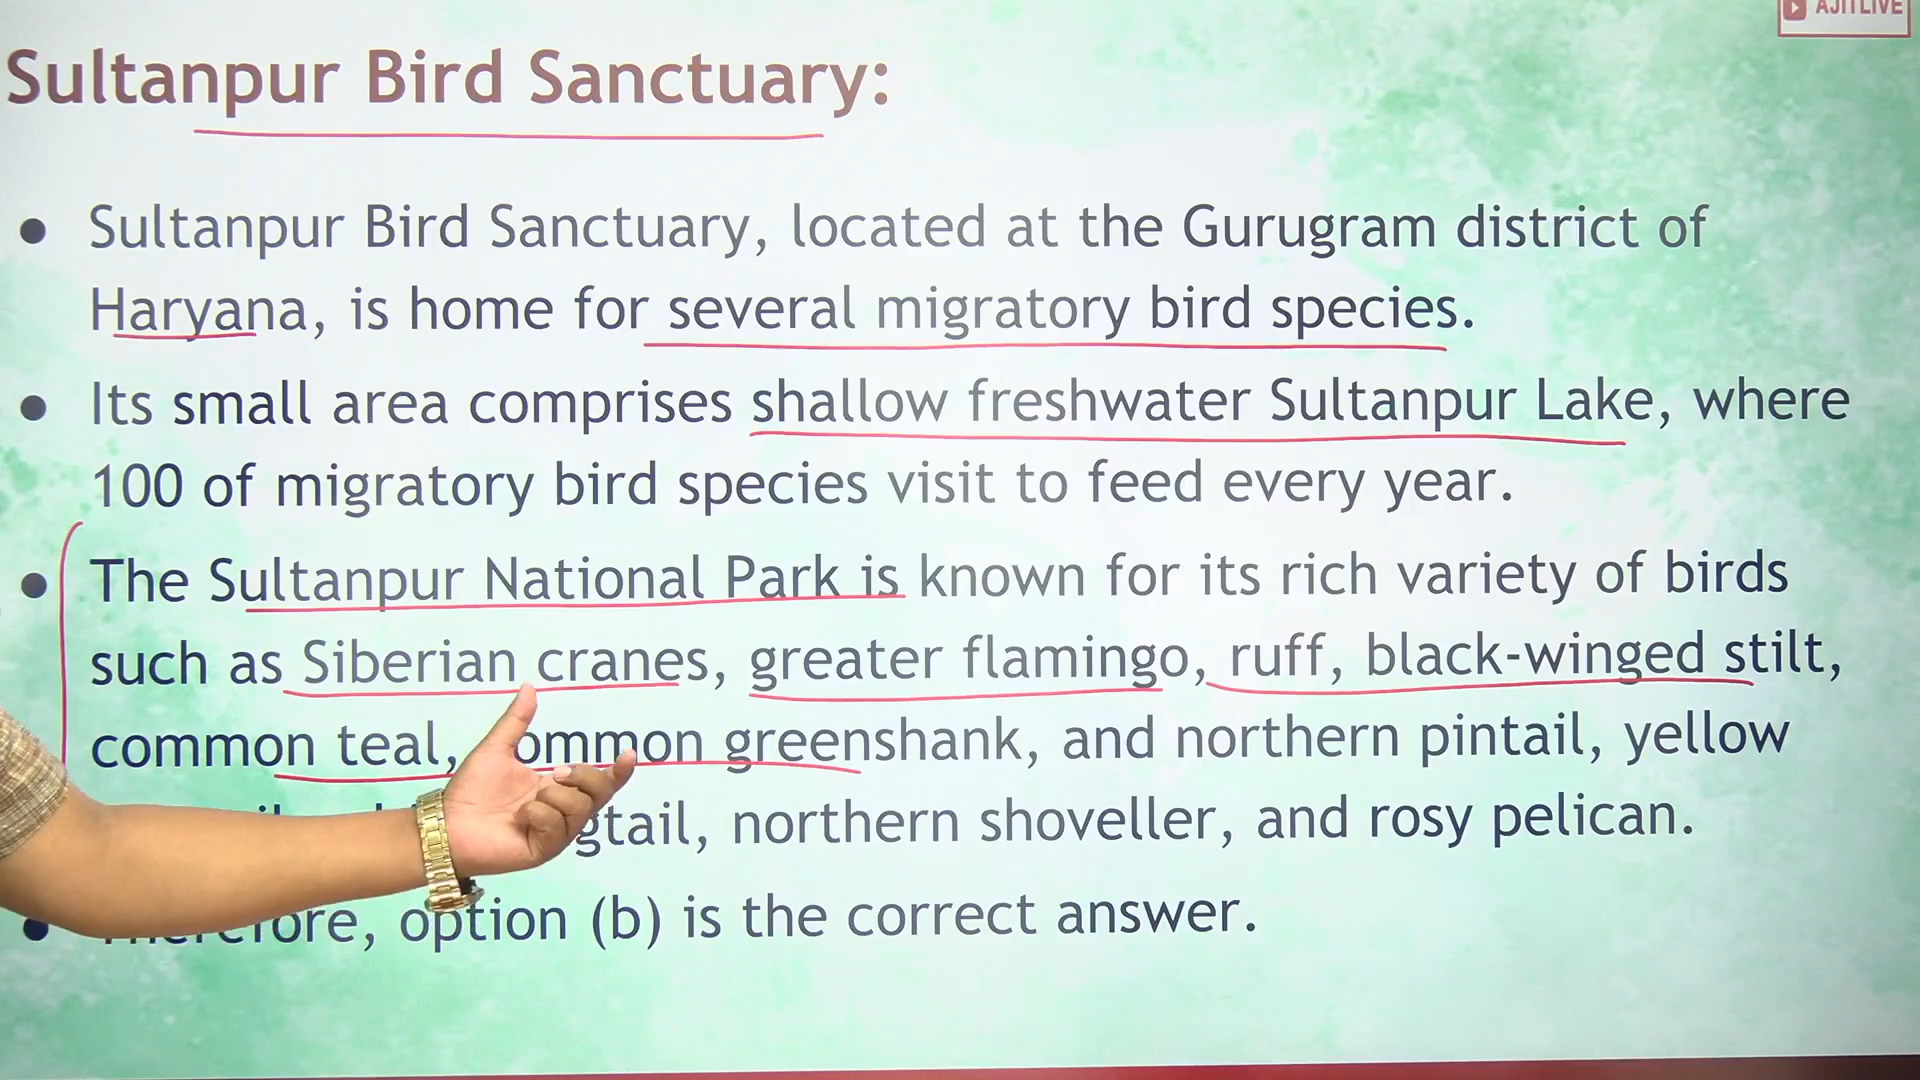 AJITLIVE
Sultanpur Bird Sanctuary:
● Sultanpur Bird Sanctuary, located at the Gurugram district of
Haryana, is home for several migratory bird species.
● Its small area comprises shallow freshwater Sultanpur Lake, where
100 of migratory bird species visit to feed every year.
● The Sultanpur National Park is known for its rich variety of birds
such as Siberian cranes, greater flamingo, ruff, black-winged stilt,
common teal, common greenshank, and northern pintail, yellow
northern shoveller, and rosy pelican.
● Therefore, option (b) is the correct answer.